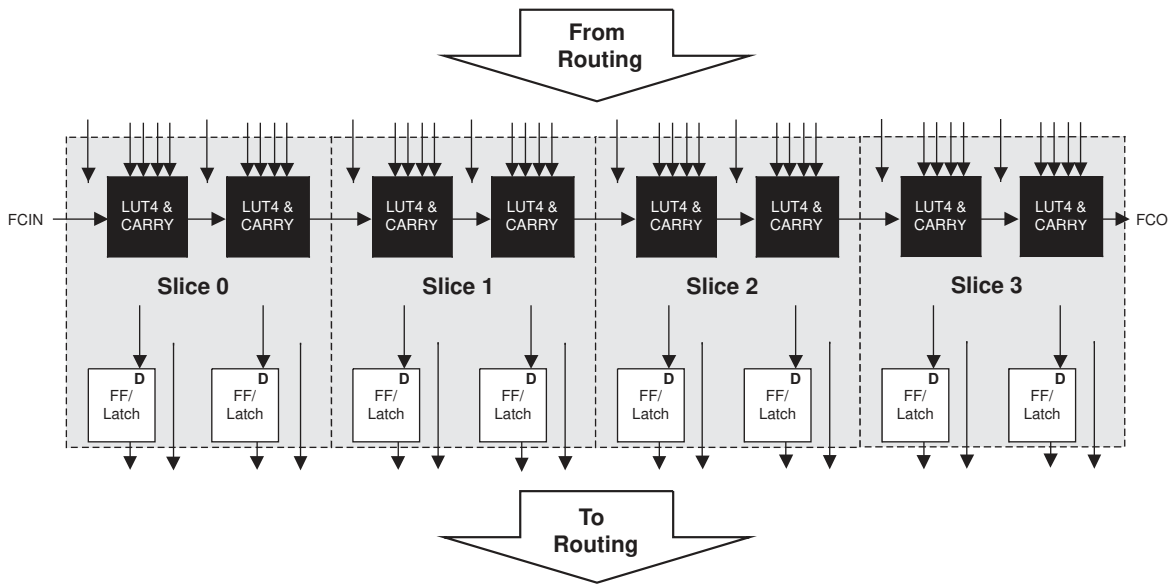 From
Routing
FCIN
LUT4 &
CARRY
LUT4 &
CARRY
LUT4 &
CARRY
LUT4 &
CARRY
LUT4 &
CARRY
LUT4 &
CARRY
LUT4 &
CARRY
LUT4 &
CARRY
FCO
Slice 0
Slice 1
Slice 2
Slice 3
D
FF/
Latch
D
FF/
Latch
D
FF/
Latch
D
FF/
Latch
D
FF/
Latch
D
FF/
Latch
D
FF/
Latch
D
FF/
Latch
To
Routing